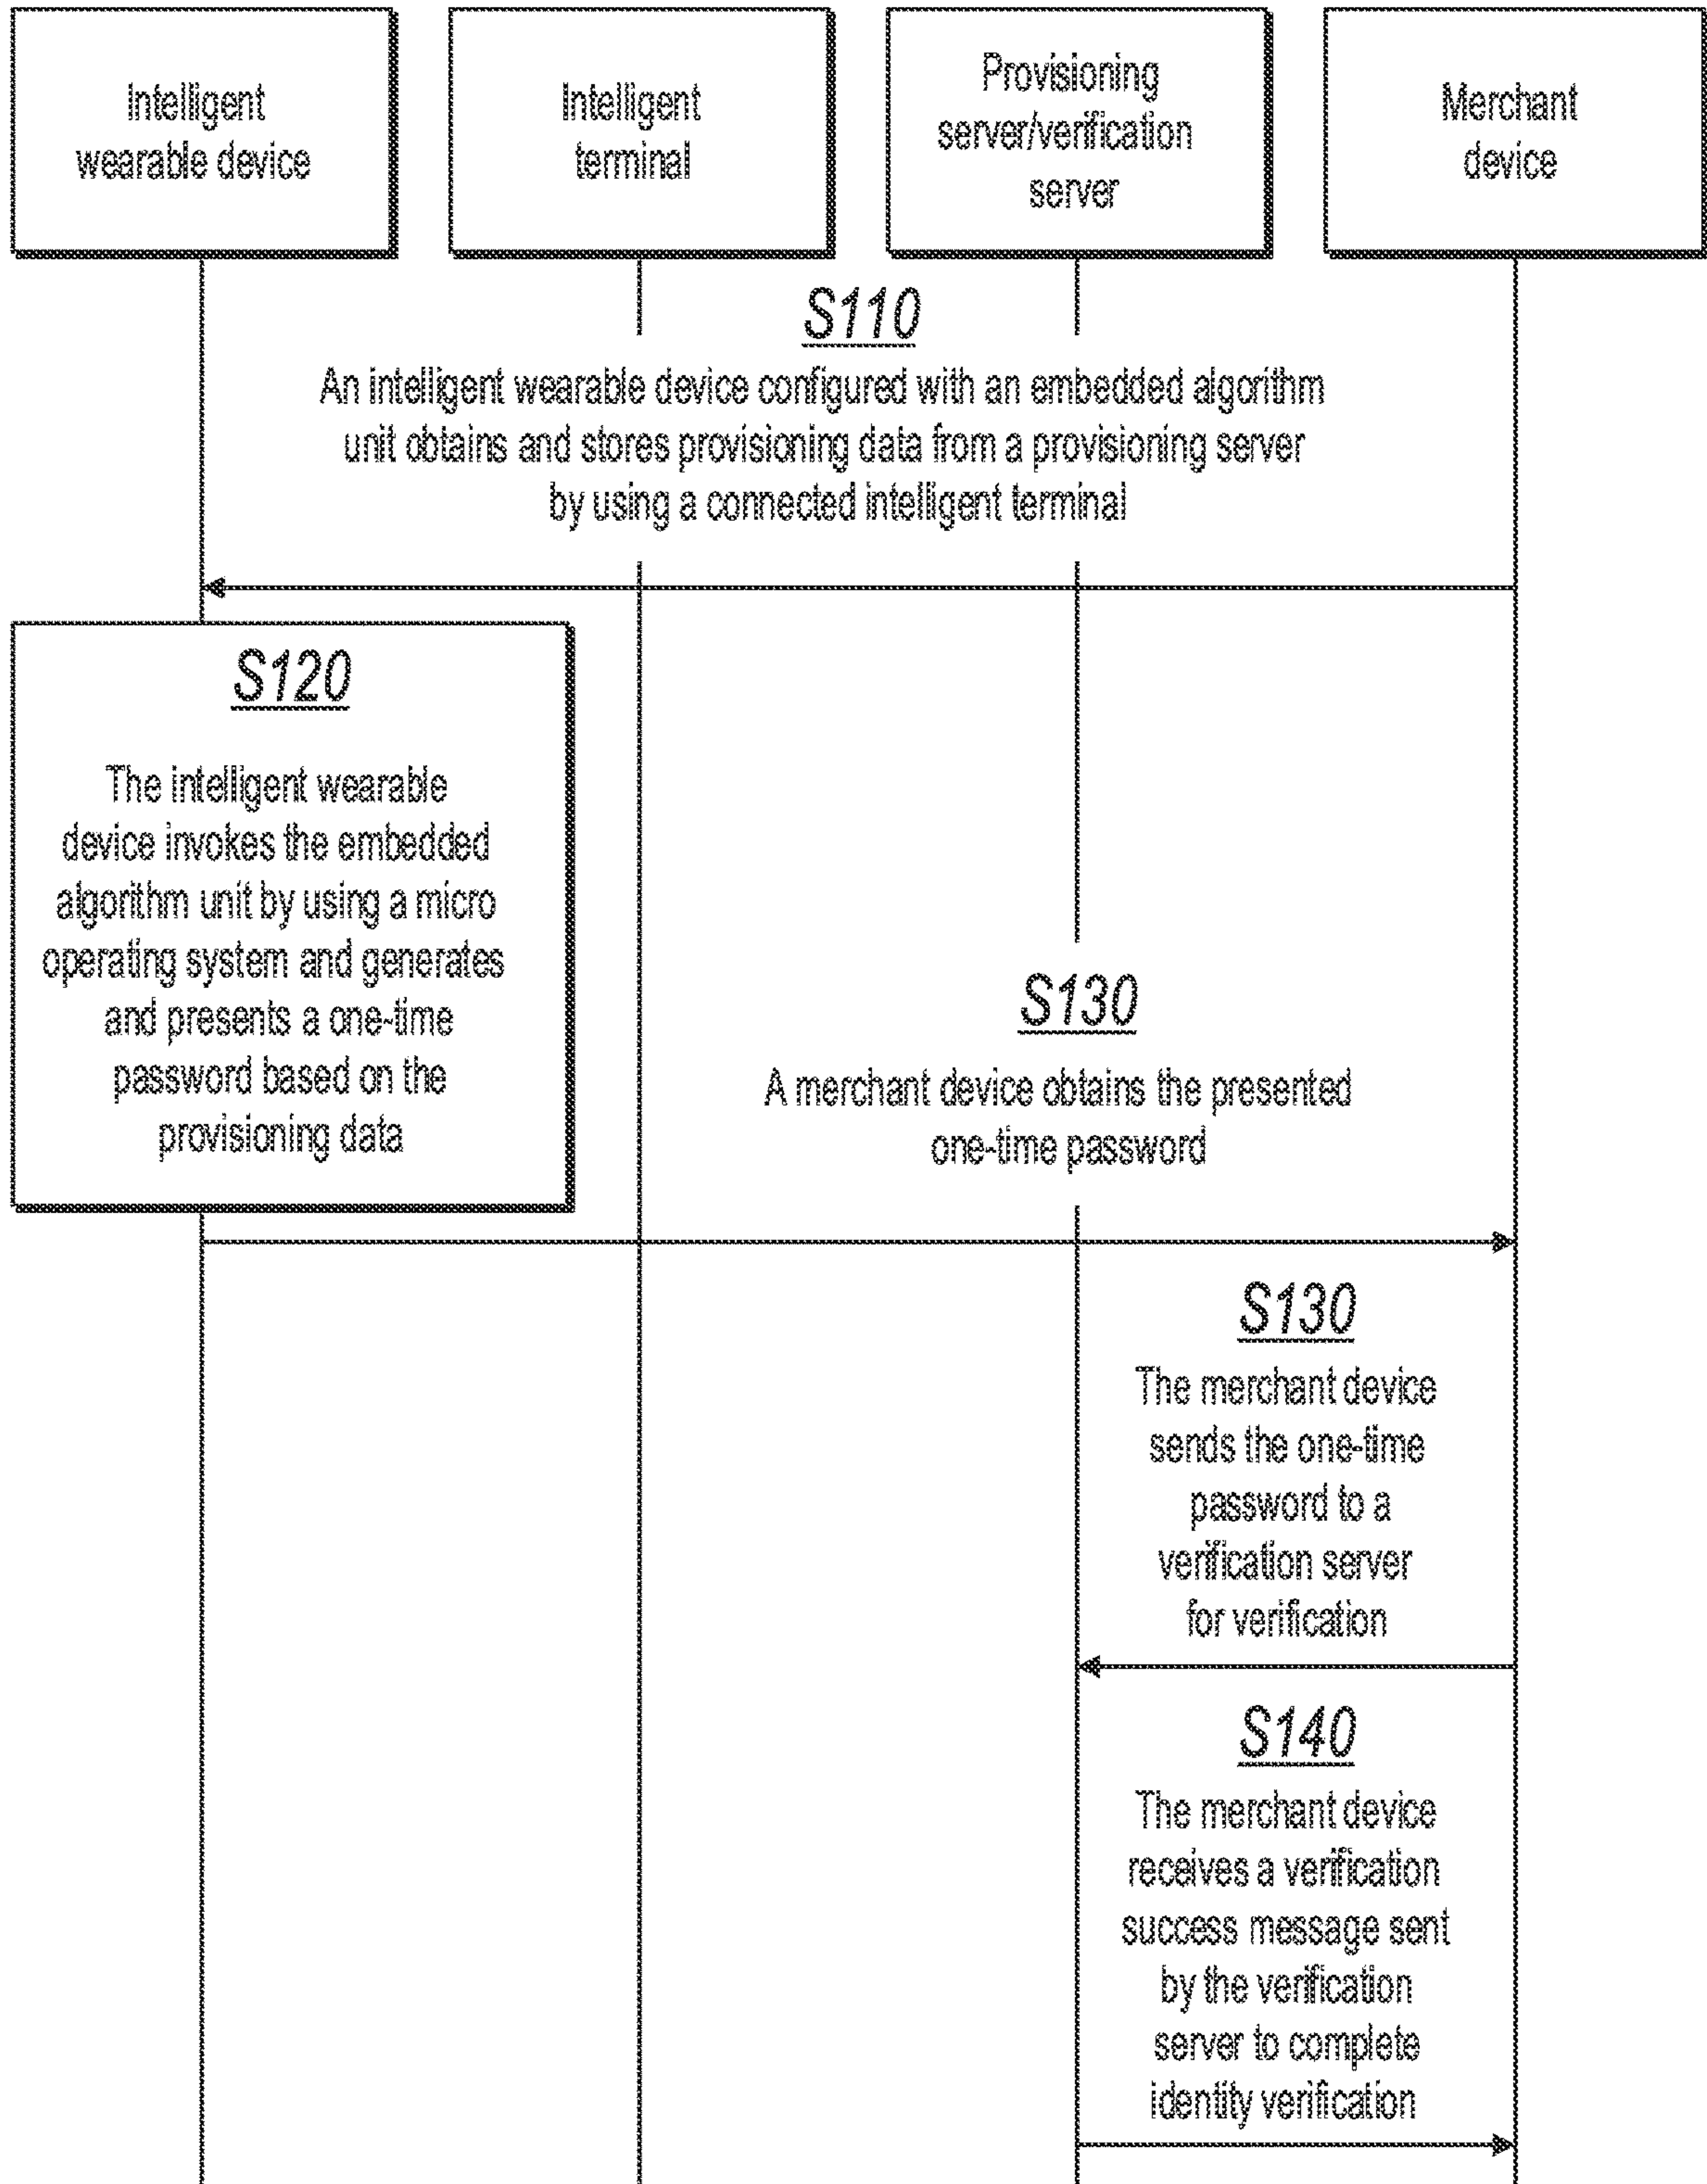 Intelligent
wearable device
Intelligent
terminal
Provisioning
server/verification
server
Merchant
device
S110
An intelligent wearable device configured with an embedded algorithm
unit obtains and stores provisioning data from a provisioning server
by using a connected intelligent terminal
S120
The intelligent wearable
device invokes the embedded
algorithm unit by using a micro
operating system and generates
and presents a one-time
password based on the
provisioning data
S130
A merchant device obtains the presented
one-time password
S130
The merchant device
sends the one-time
password to a
verification server
for verification
S140
The merchant device
receives a verification
success message sent
by the verification
server to complete
identity verification